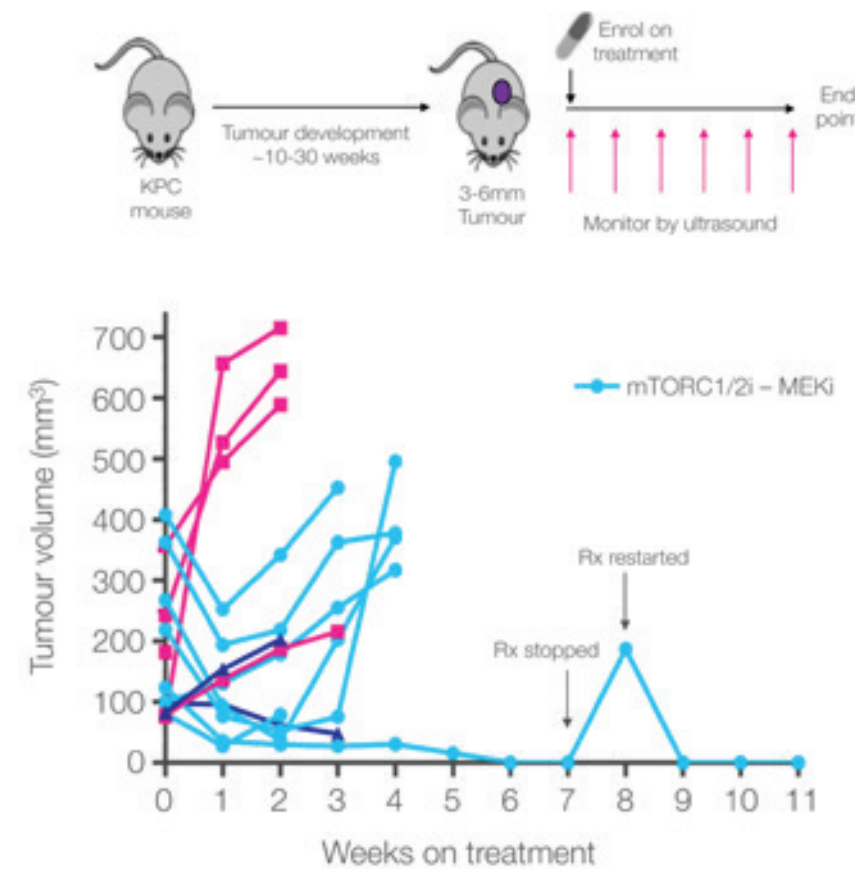 Enrol on
treatment
End
point
Tumour development
~10-30 weeks
KPC
mouse
3-6mm
Tumour
Monitor by ultrasound
Tumour volume (mm³)
700
600
500
400
300
200
100
0
mTORC1/2i – MEKi
Rx restarted
Rx stopped
0 1 2 3 4 5 6 7 8 9 10 11
Weeks on treatment